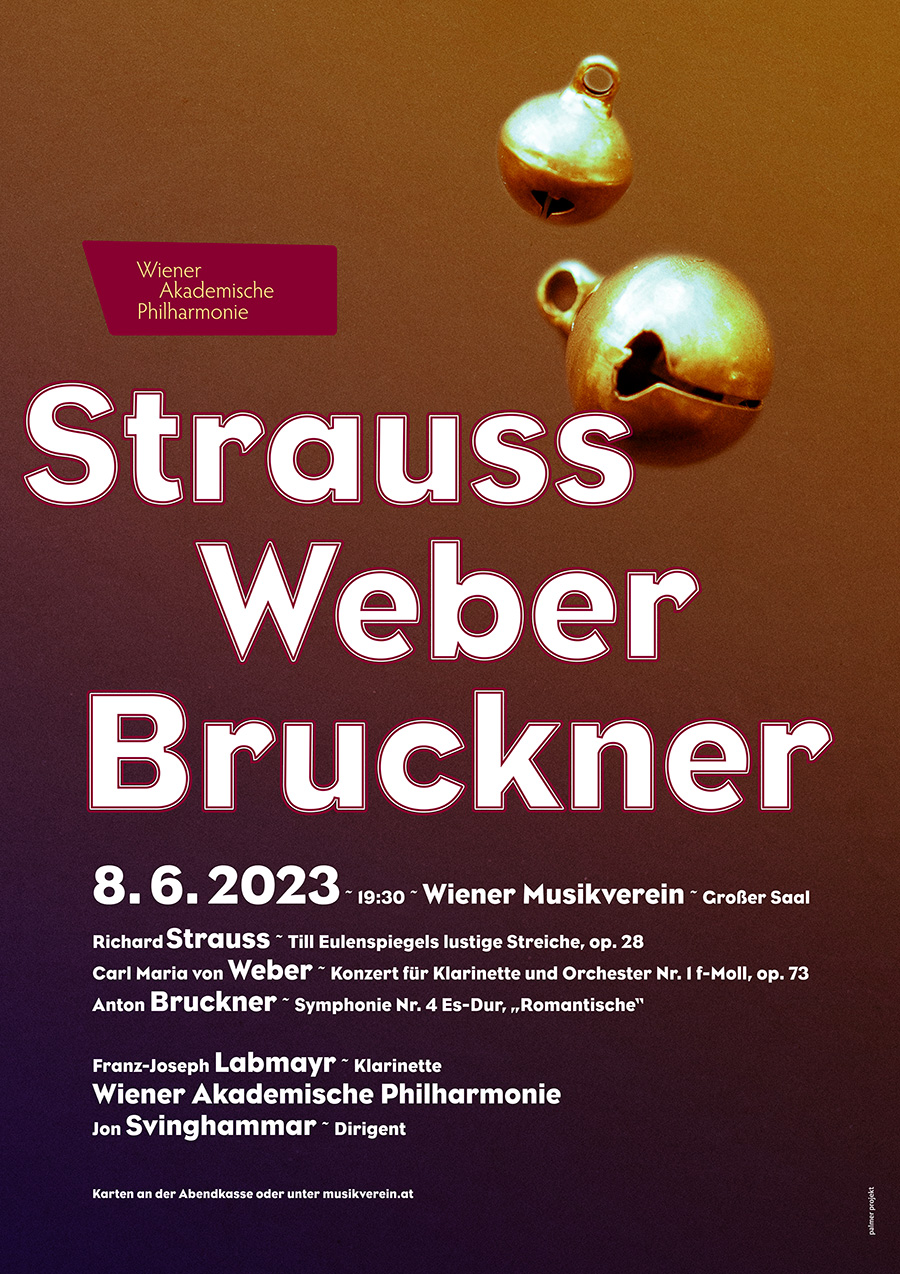 Wiener
Akademische
Philharmonie
Strauss
Weber
Bruckner
8. 6. 2023 ~ 19:30 ~ Wiener Musikverein ~ Großer Saal
Richard Strauss ~ Till Eulenspiegels lustige Streiche, op. 28
Carl Maria von Weber ~ Konzert für Klarinette und Orchester Nr. 1 f-Moll, op. 73
Anton Bruckner ~ Symphonie Nr. 4 Es-Dur, „Romantische“
Franz-Joseph Labmayr ~ Klarinette
Wiener Akademische Philharmonie
Jon Svinghammar ~ Dirigent
Karten an der Abendkasse oder unter musikverein.at
palmer projekt